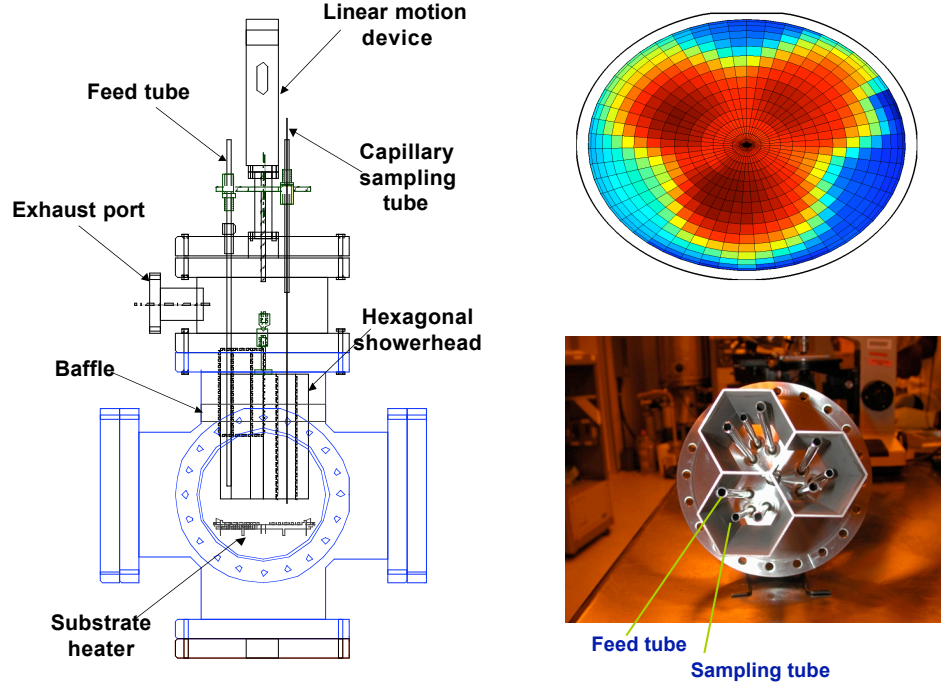 Linear motion
device
Feed tube
Capillary
sampling
tube
Exhaust port
Hexagonal
showerhead
Baffle
Substrate
heater
Feed tube
Sampling tube